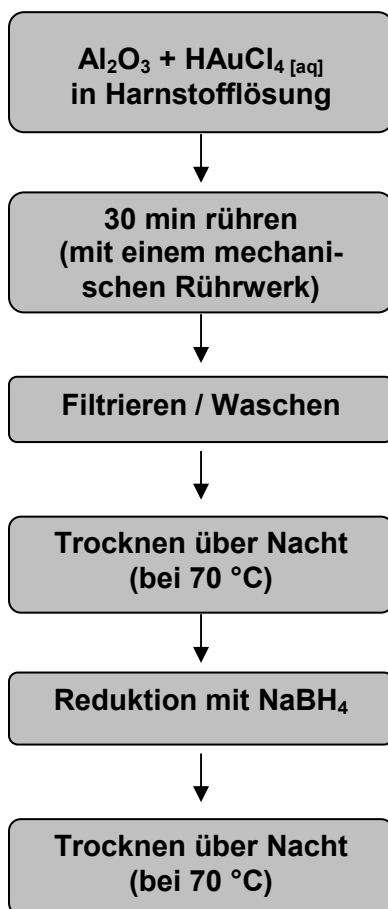 Al₂O₃ + HAuCl₄ [aq]
in Harnstofflösung
30 min rühren
(mit einem mechani-
schen Rührwerk)
Filtrieren / Waschen
Trocknen über Nacht
(bei 70 °C)
Reduktion mit NaBH₄
Trocknen über Nacht
(bei 70 °C)